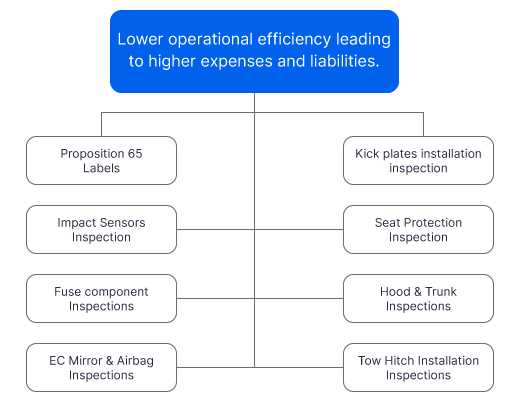 Lower operational efficiency leading
to higher expenses and liabilities.
Proposition 65
Labels
Kick plates installation
inspection
Impact Sensors
Inspection
Seat Protection
Inspection
Fuse component
Inspections
Hood & Trunk
Inspections
EC Mirror & Airbag
Inspections
Tow Hitch Installation
Inspections